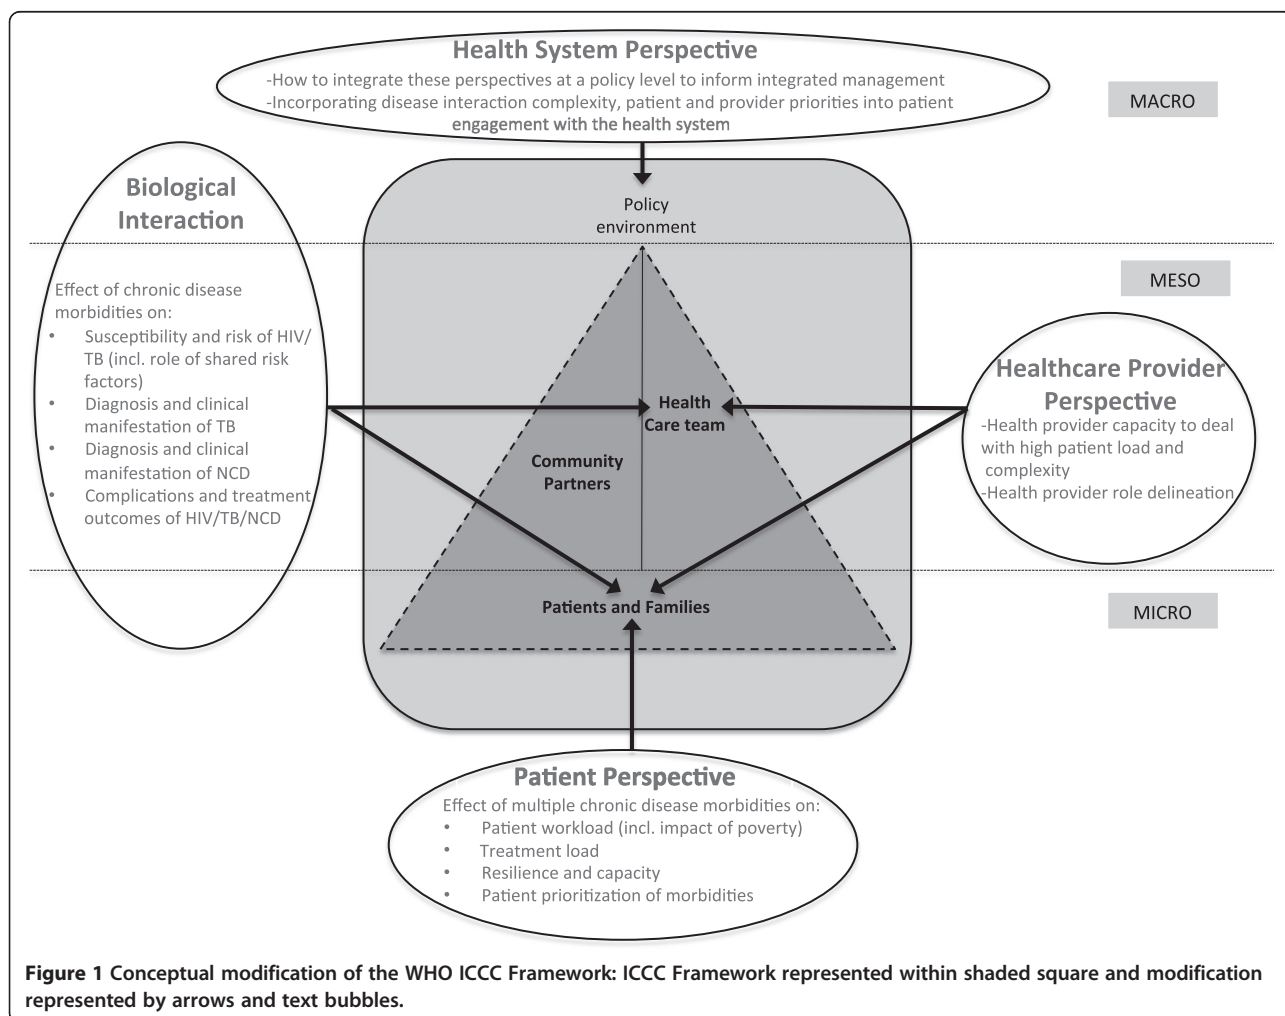 Health System Perspective
-How to integrate these perspectives at a policy level to inform integrated management
-Incorporating disease interaction complexity, patient and provider priorities into patient
engagement with the health system
MACRO
Biological
Interaction
Effect of chronic disease
morbidities on:
• Susceptibility and risk of HIV/
TB (incl. role of shared risk
factors)
• Diagnosis and clinical
manifestation of TB
• Diagnosis and clinical
manifestation of NCD
• Complications and treatment
outcomes of HIV/TB/NCD
Policy
environment
MESO
Health
Care team
Community
Partners
Healthcare Provider
Perspective
-Health provider capacity to deal
with high patient load and
complexity
-Health provider role delineation
Patients and Families
MICRO
Patient Perspective
Effect of multiple chronic disease morbidities on:
• Patient workload (incl. impact of poverty)
• Treatment load
• Resilience and capacity
• Patient prioritization of morbidities
Figure 1 Conceptual modification of the WHO ICCC Framework: ICCC Framework represented within shaded square and modification
represented by arrows and text bubbles.